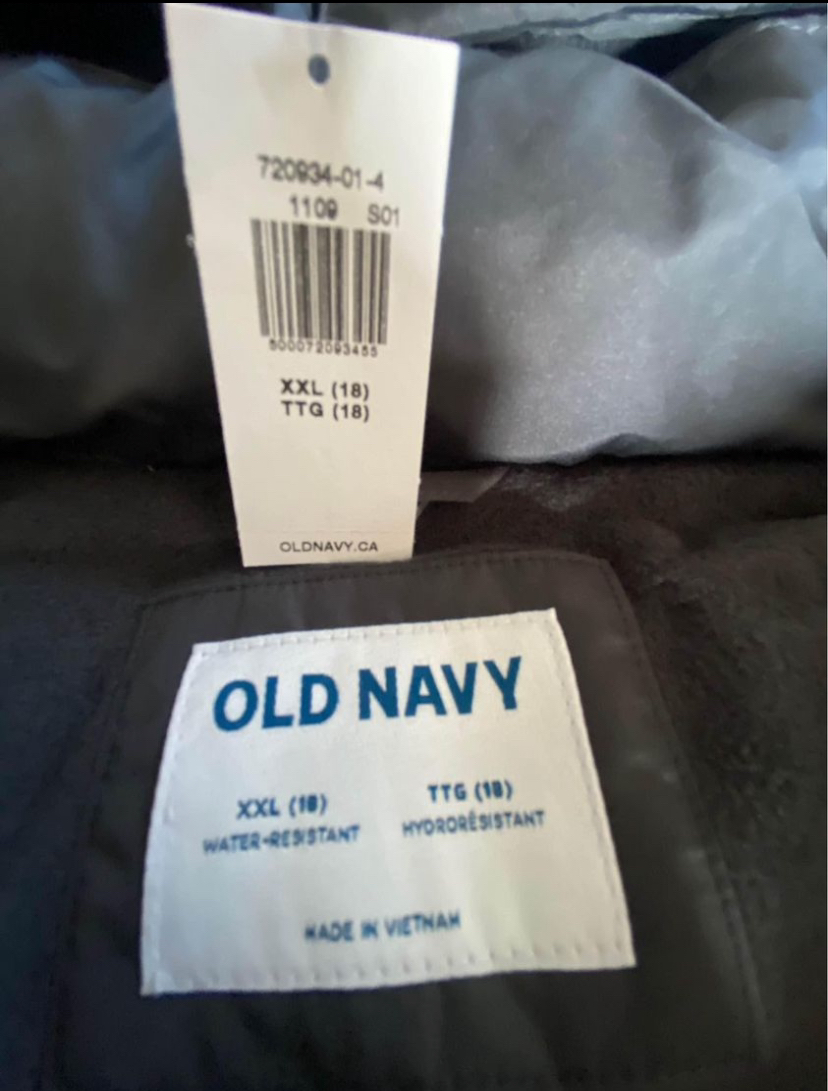 720934-01-4
1109 S01
500072093455
XXL (18)
TTG (18)
OLDNAVY.CA
OLD NAVY
XXL (18) TTG (18)
WATER-RESISTANT HYDRORÉSISTANT
MADE IN VIETNAM